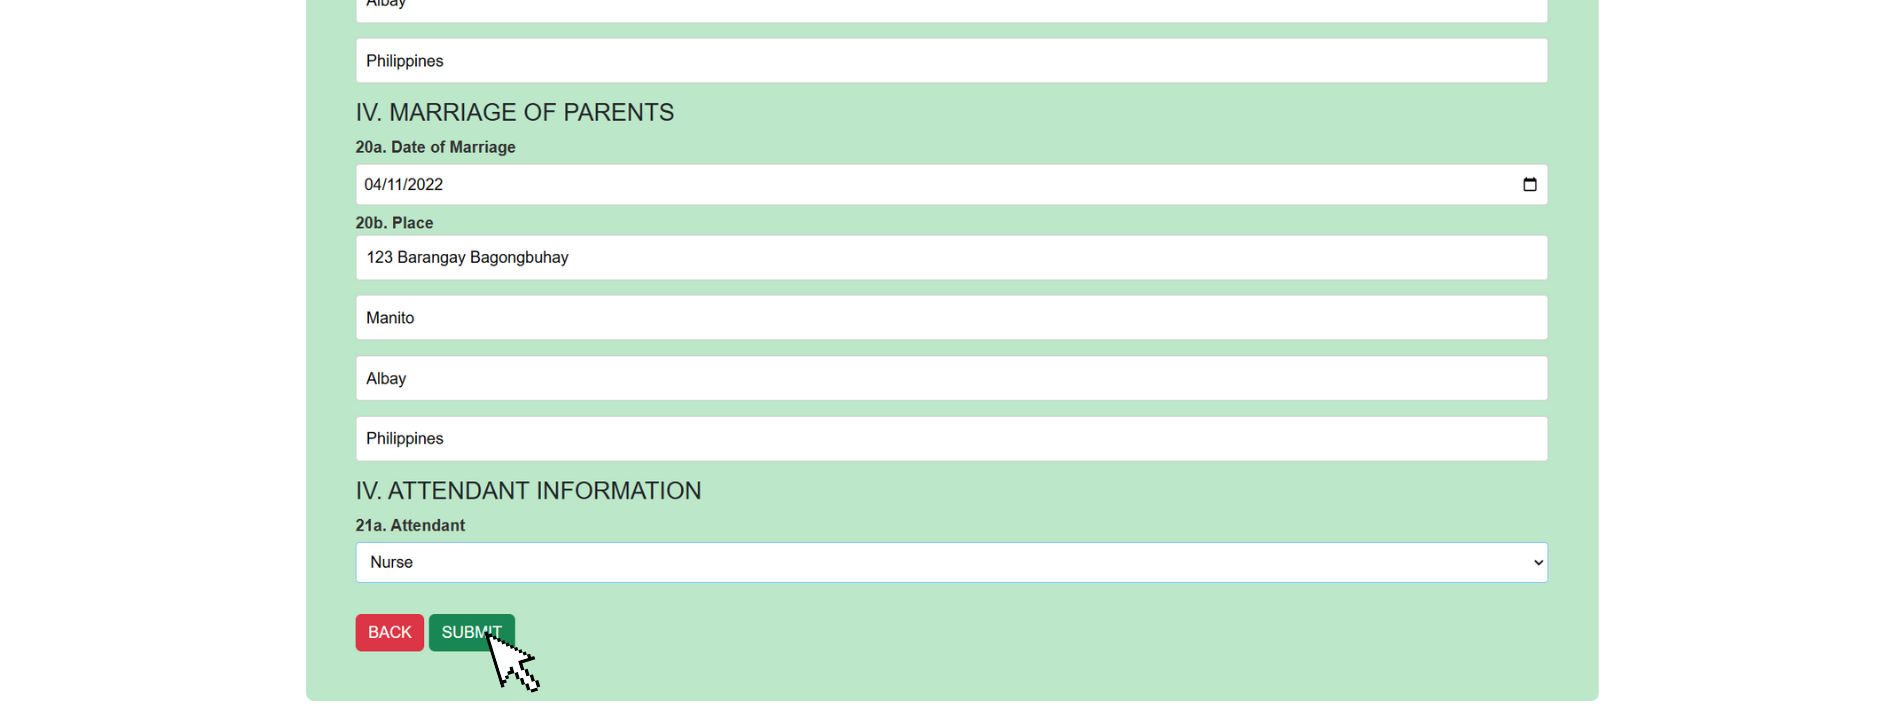 Albay
Philippines
IV. MARRIAGE OF PARENTS
20a. Date of Marriage
04/11/2022
20b. Place
123 Barangay Bagongbuhay
Manito
Albay
Philippines
IV. ATTENDANT INFORMATION
21a. Attendant
Nurse
BACK SUBMIT